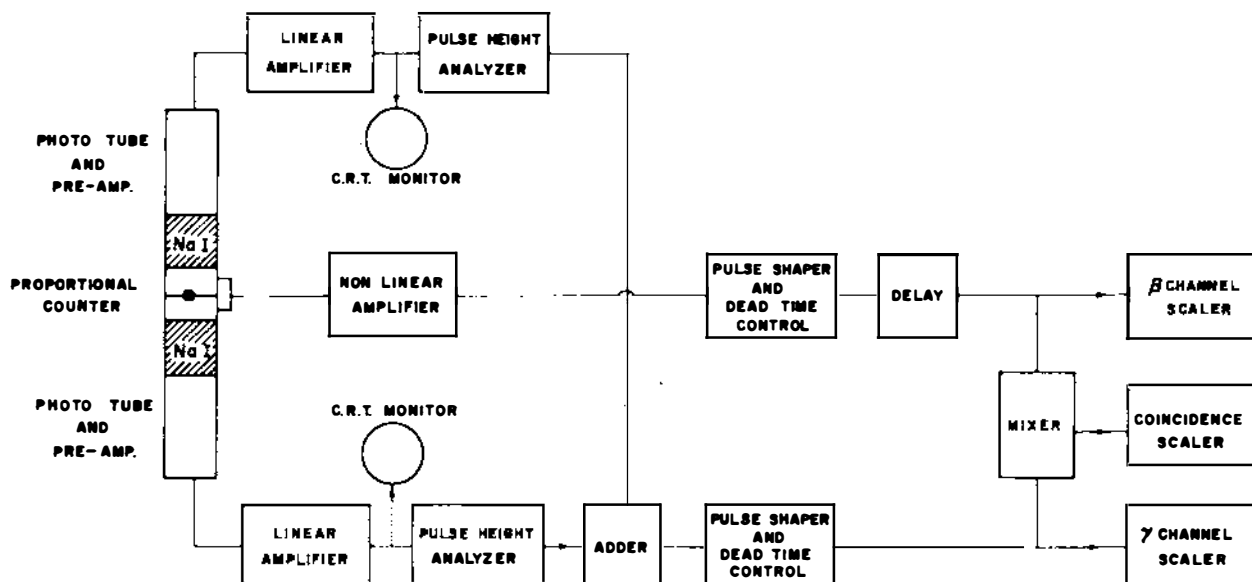 LINEAR
AMPLIFIER
PULSE HEIGHT
ANALYZER
C.R.T. MONITOR
PHOTO TUBE
AND
PRE-AMP.
NaI
PROPORTIONAL
COUNTER
NaI
PHOTO TUBE
AND
PRE-AMP.
NON LINEAR
AMPLIFIER
PULSE SHAPER
AND
DEAD TIME
CONTROL
DELAY
β CHANNEL
SCALER
C.R.T. MONITOR
MIXER
COINCIDENCE
SCALER
LINEAR
AMPLIFIER
PULSE HEIGHT
ANALYZER
ADDER
PULSE SHAPER
AND
DEAD TIME
CONTROL
γ CHANNEL
SCALER